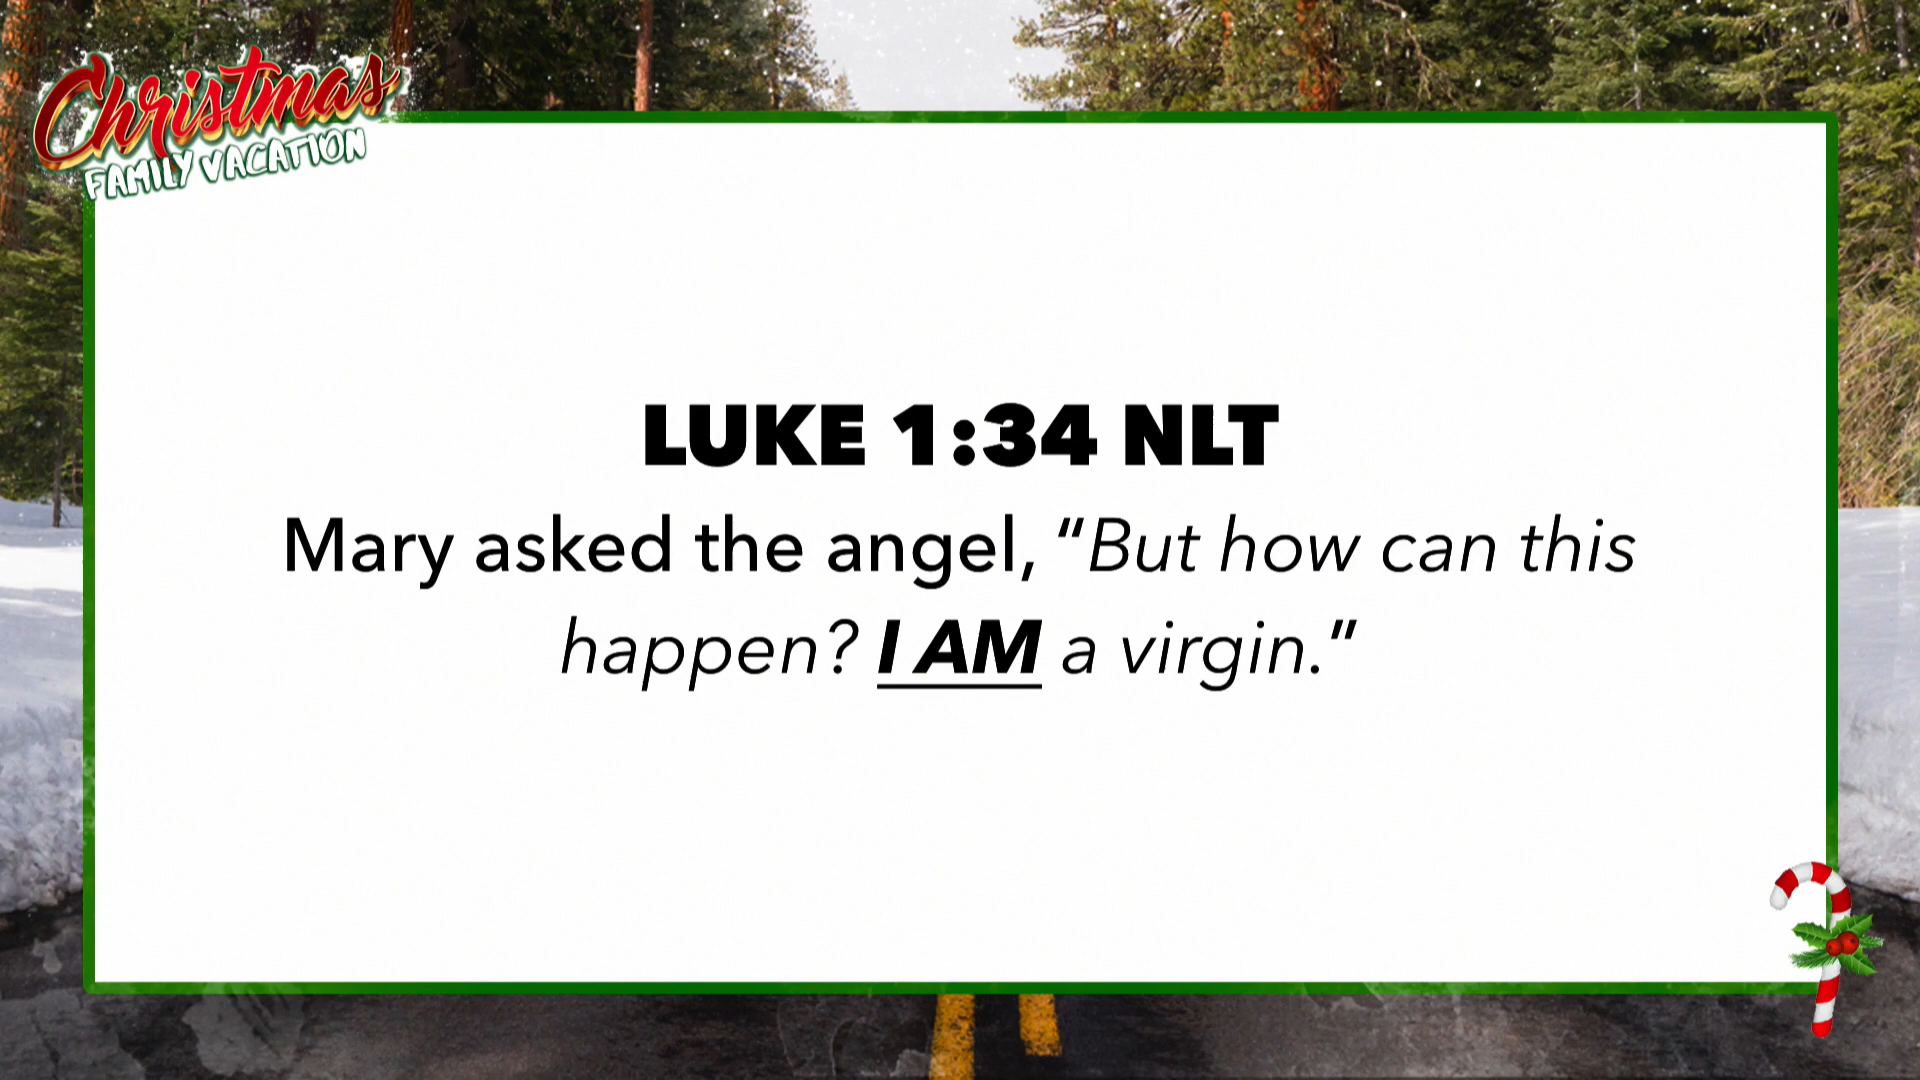 Christmas
FAMILY VACATION
LUKE 1:34 NLT
Mary asked the angel, “But how can this
happen? I AM a virgin.”